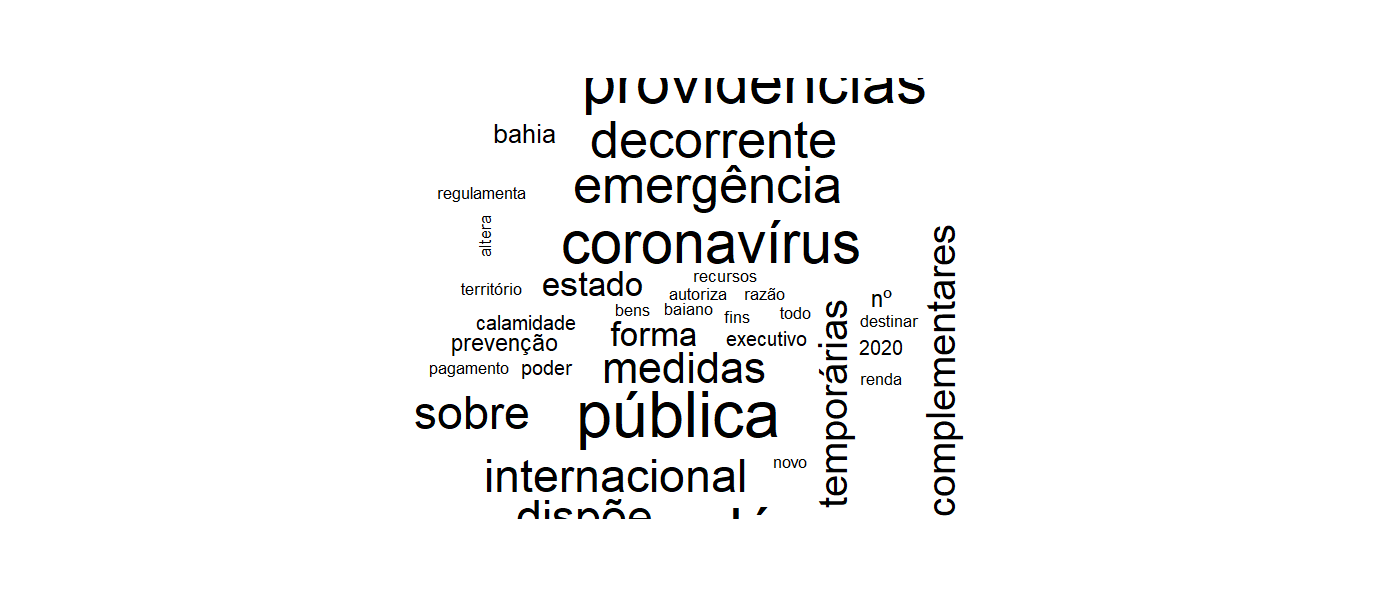 providências
bahia
decorrente
regulamenta
emergência
altera
coronavírus
complementares
recursos
território
estado
autoriza
razão
nº
bens
baiano
fins
todo
destinar
calamidade
forma
executivo
temporárias
prevenção
2020
pagamento
poder
medidas
renda
sobre
pública
internacional
novo
dispõe